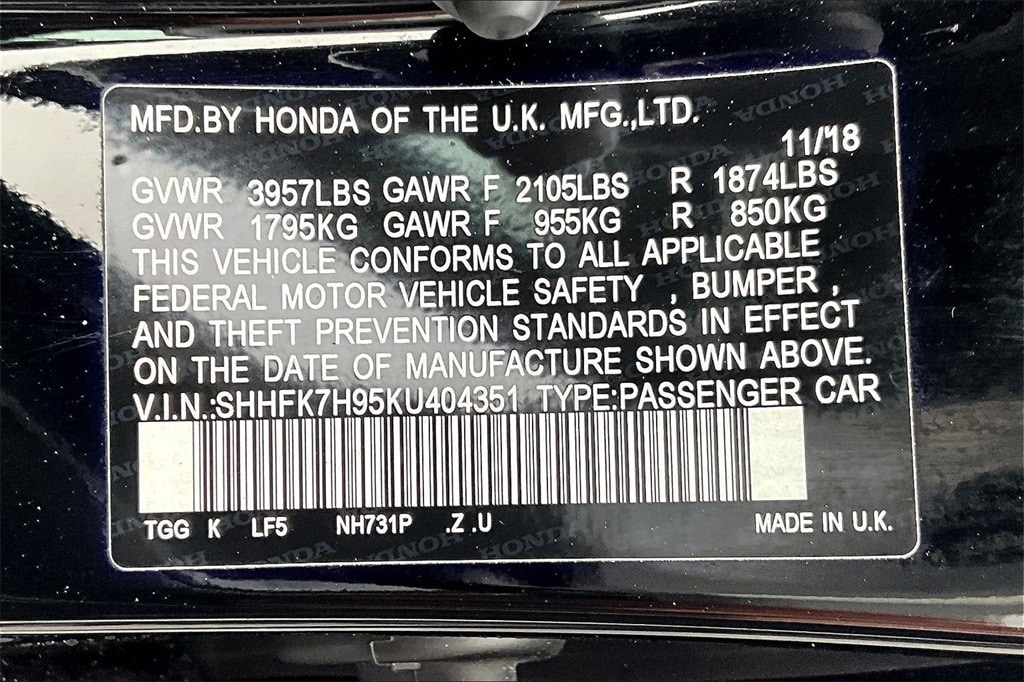 MFD.BY HONDA OF THE U.K. MFG.,LTD.
11/'18
GVWR 3957LBS GAWR F 2105LBS R 1874LBS
GVWR 1795KG GAWR F 955KG R 850KG
THIS VEHICLE CONFORMS TO ALL APPLICABLE
FEDERAL MOTOR VEHICLE SAFETY , BUMPER ,
AND THEFT PREVENTION STANDARDS IN EFFECT
ON THE DATE OF MANUFACTURE SHOWN ABOVE.
V.I.N.:SHHFK7H95KU404351 TYPE:PASSENGER CAR
TGG K LF5 NH731P .Z .U MADE IN U.K.